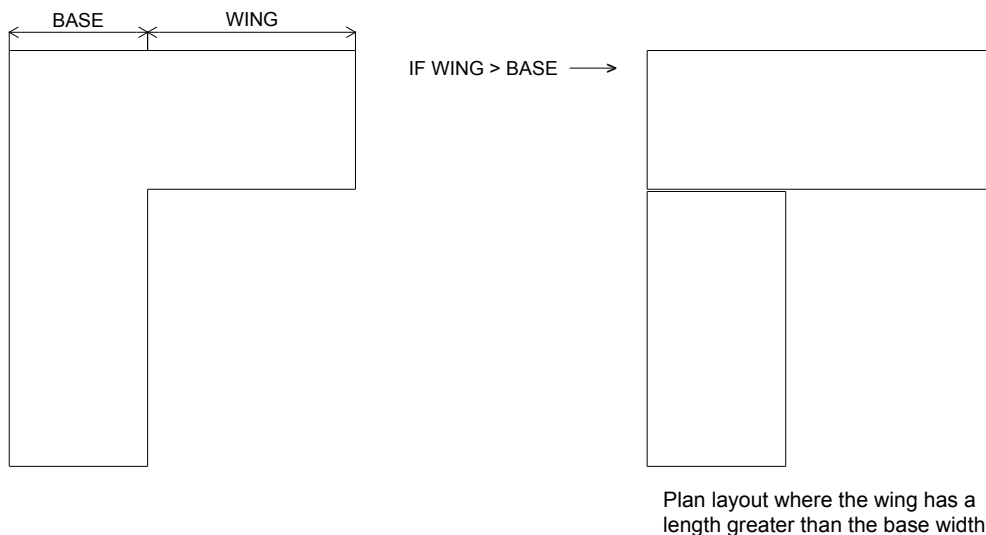 BASE
WING
IF WING > BASE
Plan layout where the wing has a
length greater than the base width